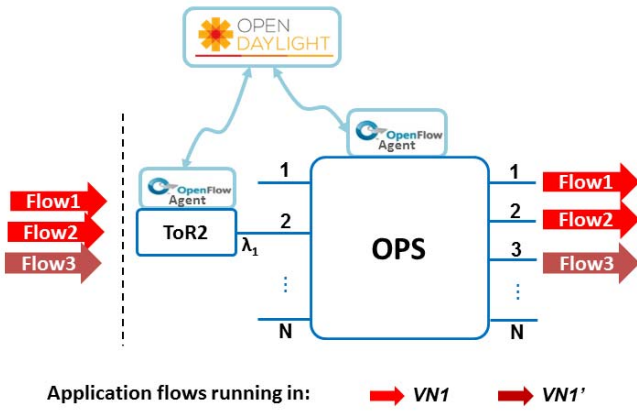 OPEN
DAYLIGHT
OpenFlow
Agent
OpenFlow
Agent
Flow1
Flow2
Flow3
ToR2
λ1
1
2
⋮
N
OPS
1
2
3
⋮
N
Flow1
Flow2
Flow3
Application flows running in: VN1 VN1’